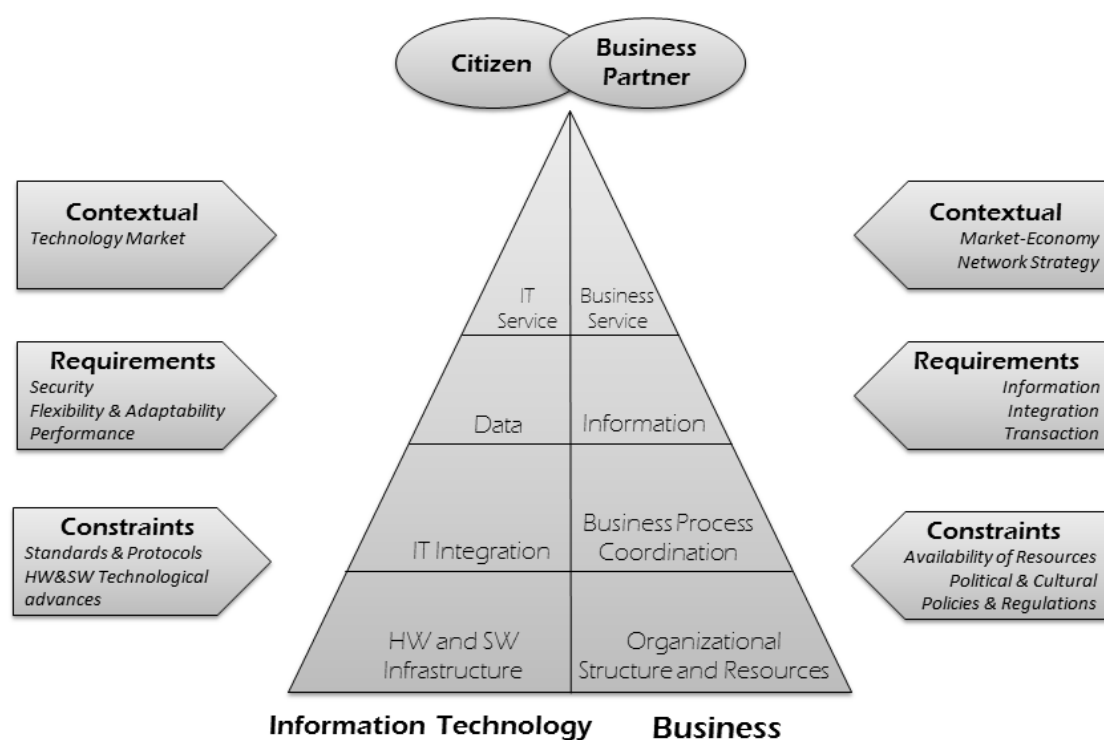 Citizen
Business
Partner
Contextual
Technology Market
Contextual
Market-Economy
Network Strategy
IT
Service
Business
Service
Requirements
Security
Flexibility & Adaptability
Performance
Requirements
Information
Integration
Transaction
Data
Information
Constraints
Standards & Protocols
HW&SW Technological
advances
IT Integration
Business Process
Coordination
Constraints
Availability of Resources
Political & Cultural
Policies & Regulations
HW and SW
Infrastructure
Organizational
Structure and Resources
Information Technology
Business